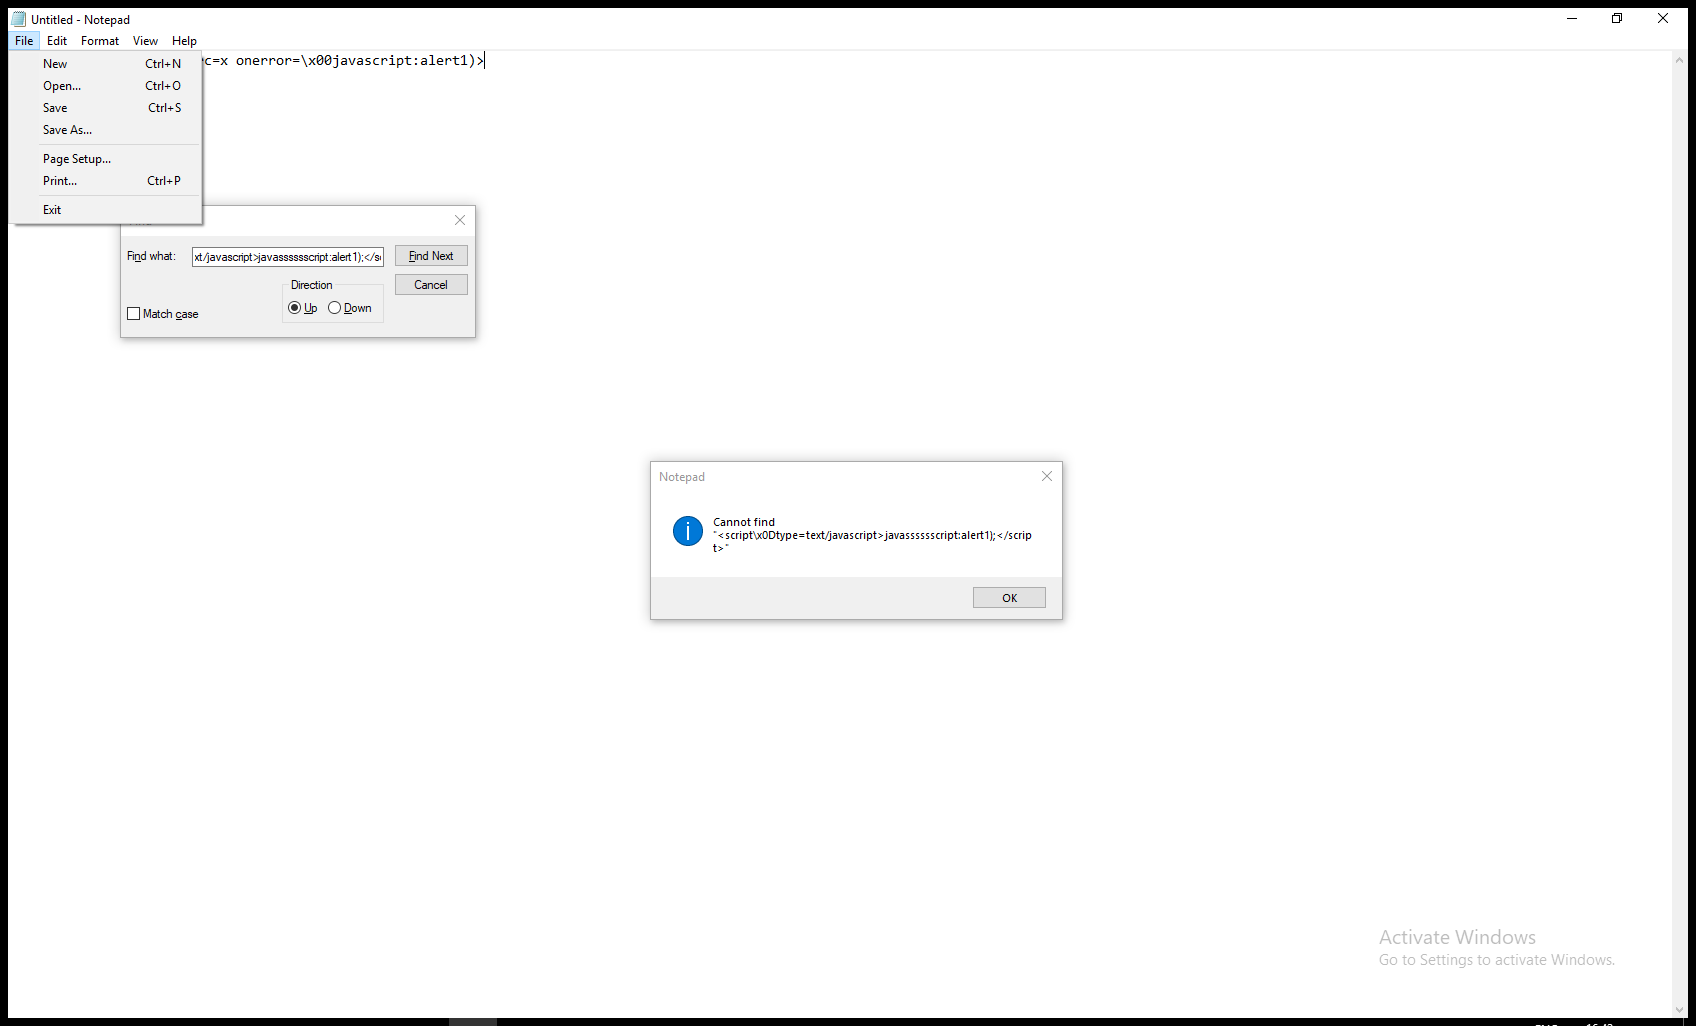 Untitled - Notepad
File Edit Format View Help
c=x onerror=\x00javascript:alert1)>
New Ctrl+N
Open... Ctrl+O
Save Ctrl+S
Save As...
Page Setup...
Print... Ctrl+P
Exit
Find what: xt/javascript>javasssssscript:alert1);</s Find Next
Direction
Cancel
Up Down
Match case
Notepad
Cannot find
"<script\x0Dtype=text/javascript>javasssssscript:alert1);</scrip
t>"
OK
Activate Windows
Go to Settings to activate Windows.